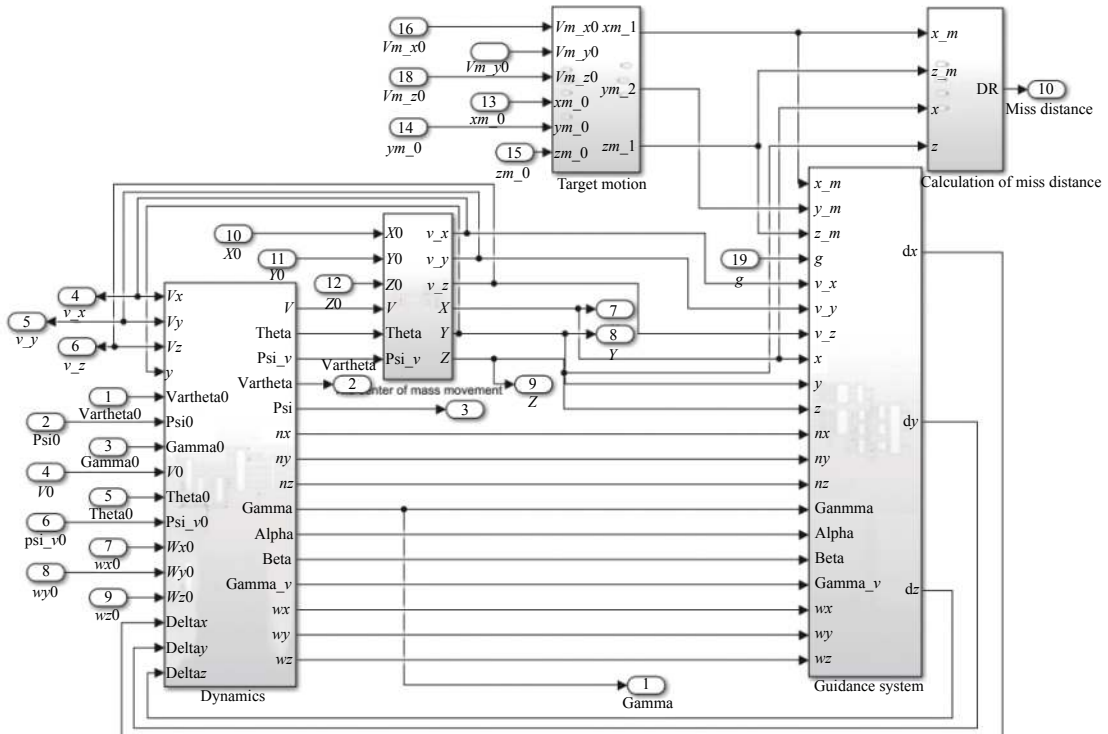 16
Vm_x0
Vm_y0
18
Vm_z0
13
xm_0
14
ym_0
15
zm_0
Vm_x0
Vm_y0
Vm_z0
xm_0
ym_0
zm_0
xm_1
ym_2
zm_1
Target motion
x_m
z_m
x
z
DR
10
Miss distance
Calculation of miss distance
10
X0
11
Y0
12
Z0
X0
Y0
Z0
V
Theta
Psi_v
v_x
v_y
v_z
X
Y
Z
center of mass movement
7
8
Y
9
Z
19
g
4
v_x
5
v_y
6
v_z
1
Vartheta0
2
Psi0
3
Gamma0
4
V0
5
Theta0
6
psi_v0
7
wx0
8
wy0
9
wz0
Vx
Vy
Vz
y
Vartheta0
Psi0
Gamma0
V0
Theta0
Psi_v0
Wx0
Wy0
Wz0
Deltax
Deltay
Deltaz
V
Theta
Psi_v
Vartheta
Psi
nx
ny
nz
Gamma
Alpha
Beta
Gamma_v
wx
wy
wz
Dynamics
Vartheta
2
3
1
Gamma
x_m
y_m
z_m
g
v_x
v_y
v_z
x
y
z
nx
ny
nz
Ganmma
Alpha
Beta
Gamma_v
wx
wy
wz
dx
dy
dz
Guidance system